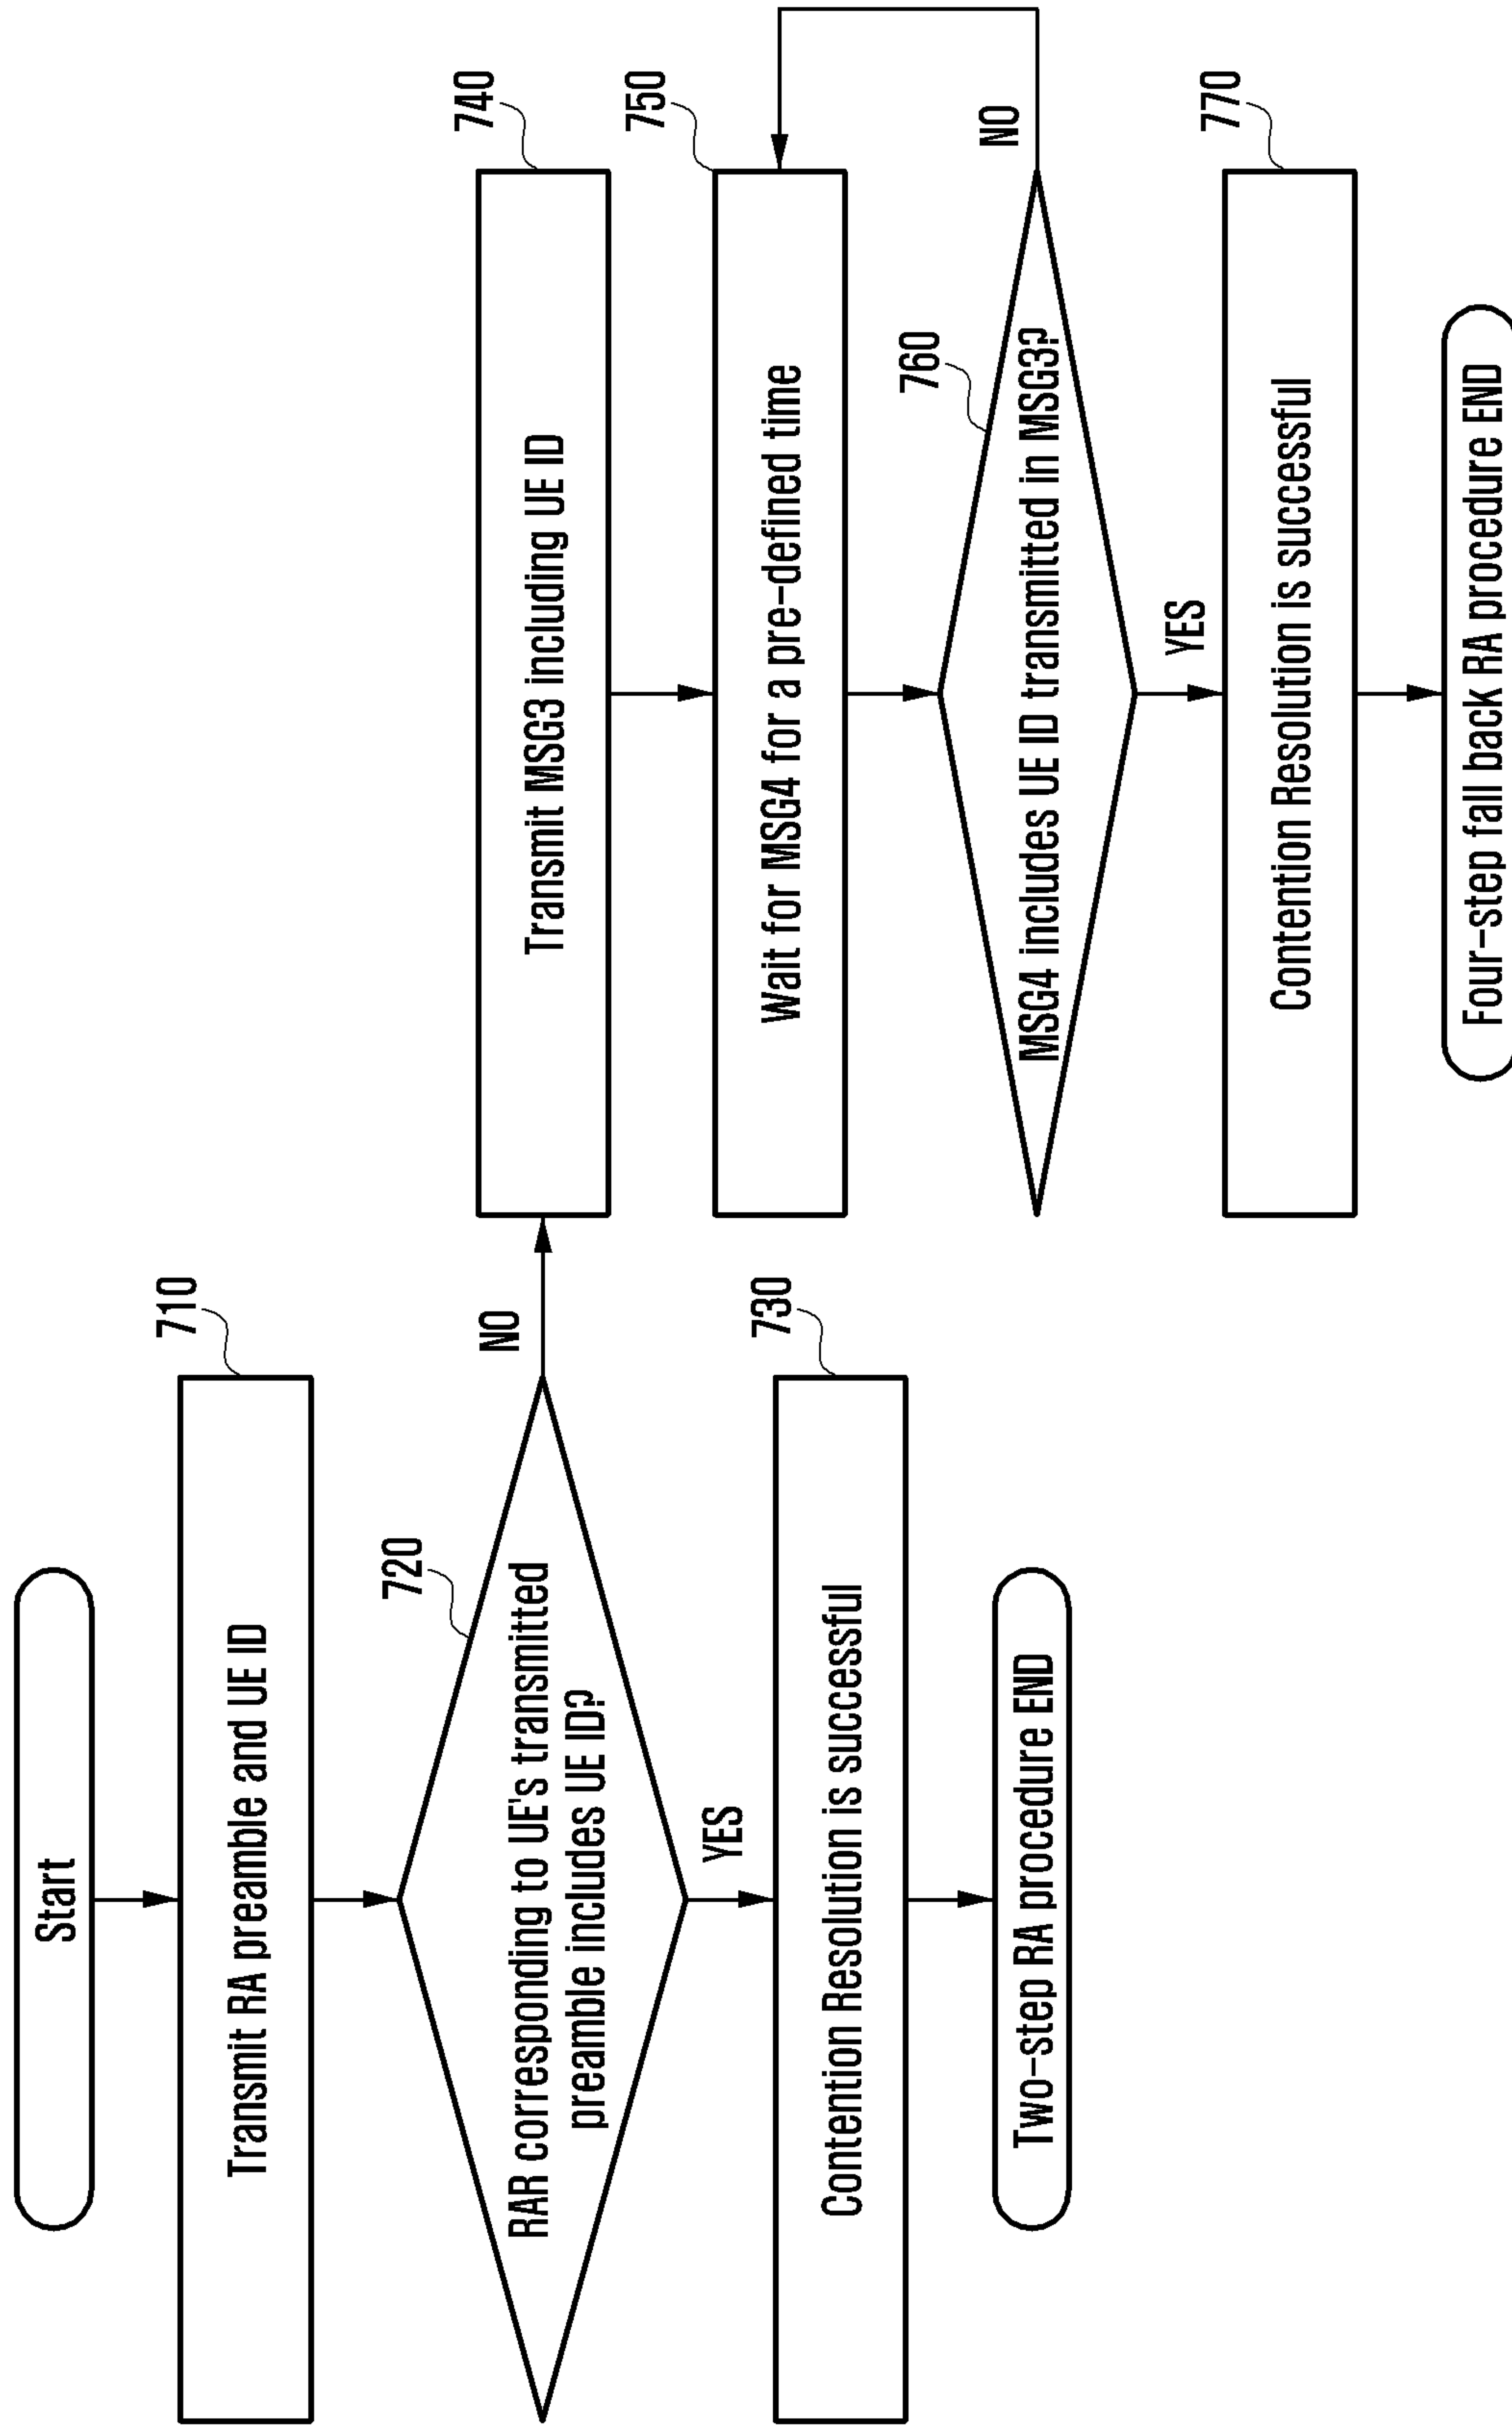 Start
710
Transmit RA preamble and UE ID
720
RAR corresponding to UE's transmitted
preamble includes UE ID?
NO
YES
730
Contention Resolution is successful
Two-step RA procedure END
740
Transmit MSG3 including UE ID
750
Wait for MSG4 for a pre-defined time
760
MSG4 includes UE ID transmitted in MSG3?
NO
YES
770
Contention Resolution is successful
Four-step fall back RA procedure END